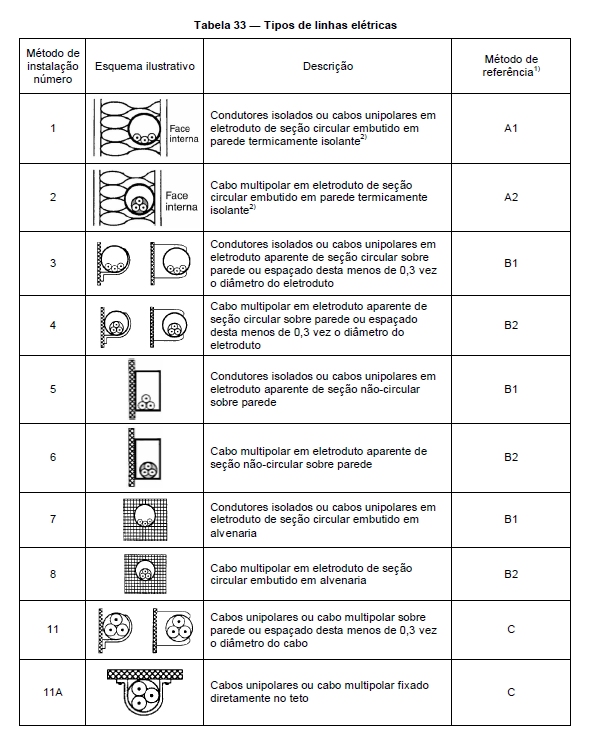 Tabela 33 — Tipos de linhas elétricas
Método de
instalação
número
Esquema ilustrativo
Descrição
Método de
referência1)
1
Face
interna
Condutores isolados ou cabos unipolares em
eletroduto de seção circular embutido em
parede termicamente isolante2)
A1
2
Face
interna
Cabo multipolar em eletroduto de seção
circular embutido em parede termicamente
isolante2)
A2
3
Condutores isolados ou cabos unipolares em
eletroduto aparente de seção circular sobre
parede ou espaçado desta menos de 0,3 vez
o diâmetro do eletroduto
B1
4
Cabo multipolar em eletroduto aparente de
seção circular sobre parede ou espaçado
desta menos de 0,3 vez o diâmetro do
eletroduto
B2
5
Condutores isolados ou cabos unipolares em
eletroduto aparente de seção não-circular
sobre parede
B1
6
Cabo multipolar em eletroduto aparente de
seção não-circular sobre parede
B2
7
Condutores isolados ou cabos unipolares em
eletroduto de seção circular embutido em
alvenaria
B1
8
Cabo multipolar em eletroduto de seção
circular embutido em alvenaria
B2
11
Cabos unipolares ou cabo multipolar sobre
parede ou espaçado desta menos de 0,3 vez
o diâmetro do cabo
C
11A
Cabos unipolares ou cabo multipolar fixado
diretamente no teto
C